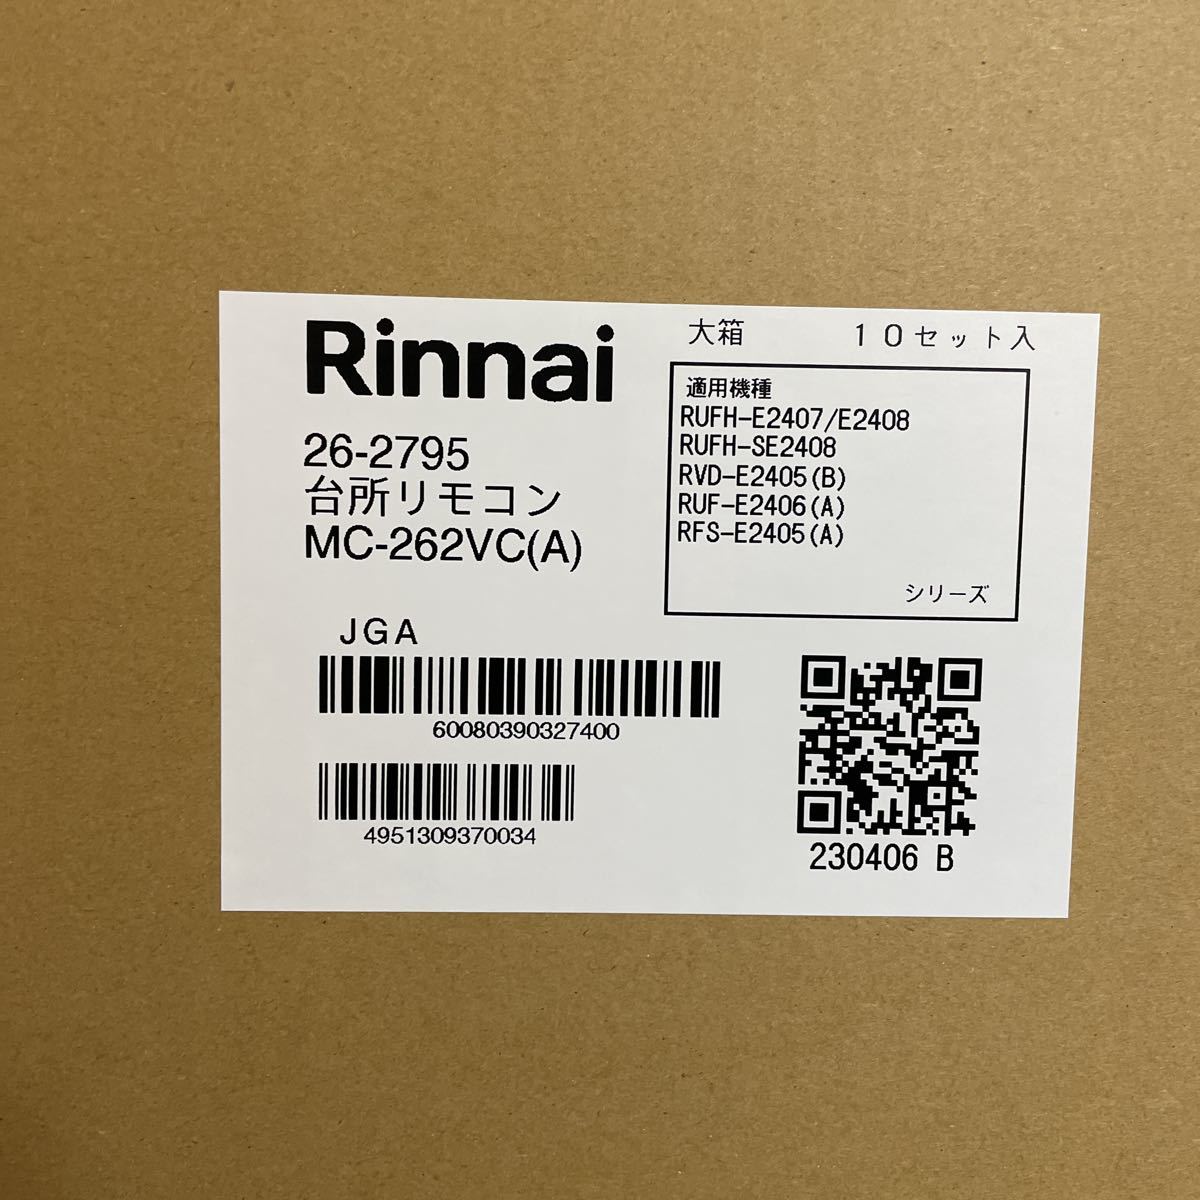 Rinnai
26-2795
台所リモコン
MC-262VC(A)
大箱 10セット入
適用機種
RUFH-E2407/E2408
RUFH-SE2408
RVD-E2405(B)
RUF-E2406(A)
RFS-E2405(A)
シリーズ
JGA
60080390327400
4951309370034
230406 B